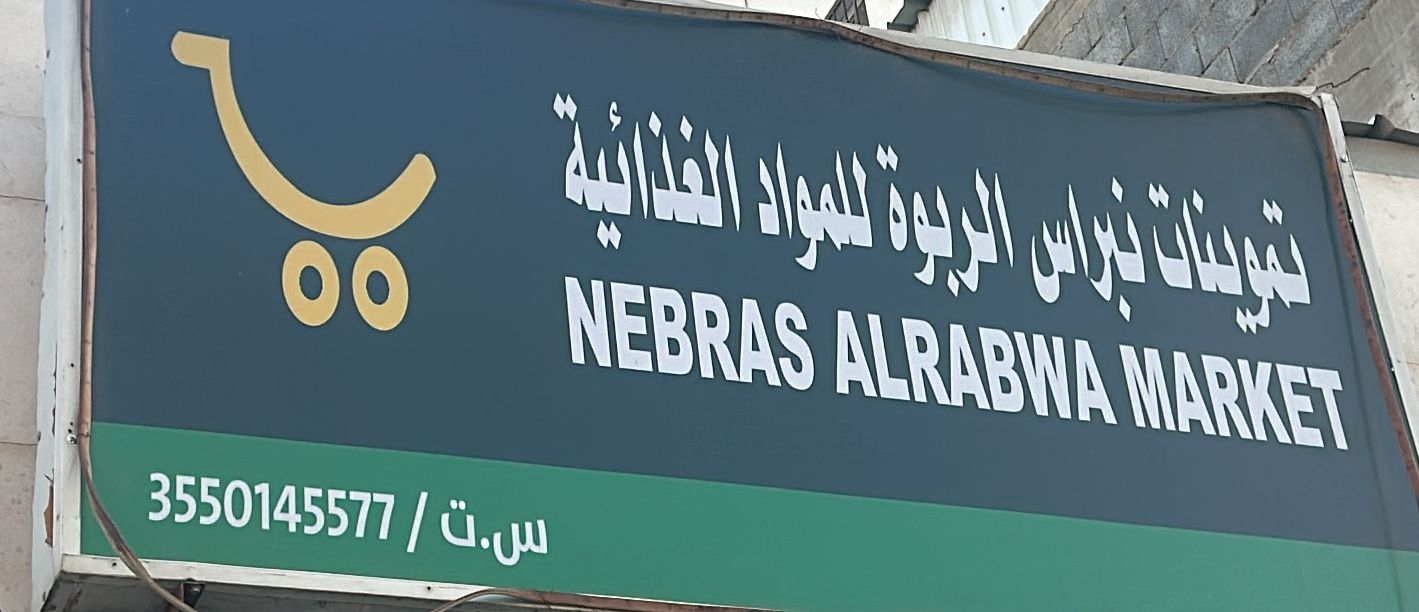 تموينات نبراس الربوة للمواد الغذائية
NEBRAS ALRABWA MARKET
س.ت / 3550145577